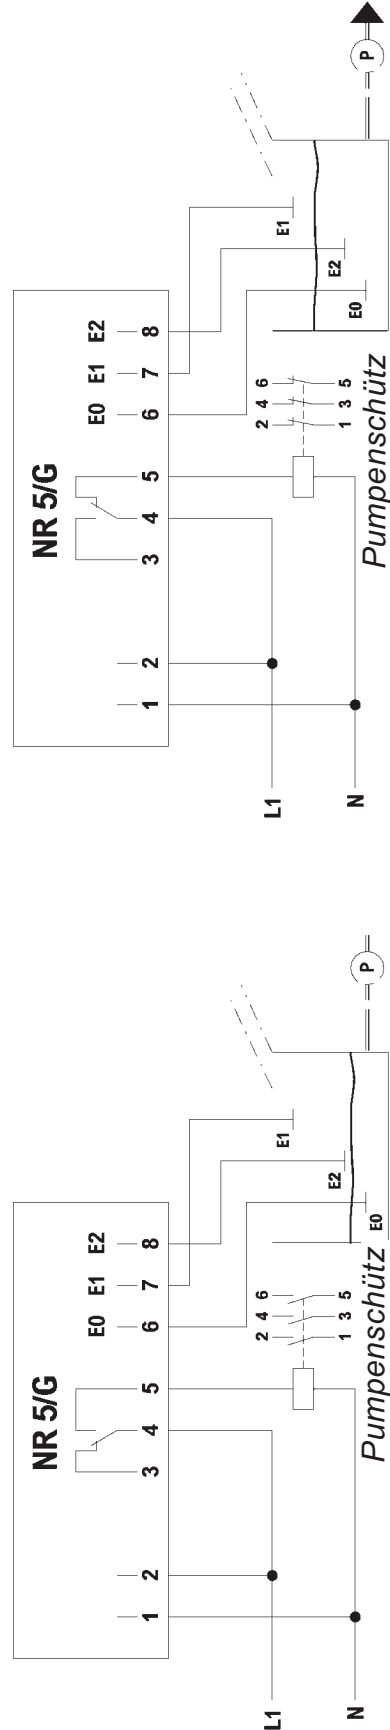 NR 5/G
E0 E1 E2
1 2 3 4 5 6 7 8
L1
N
2 4 6
1 3 5
Pumpenschütz
E1
E2
E0
P
NR 5/G
E0 E1 E2
1 2 3 4 5 6 7 8
L1
N
2 4 6
1 3 5
Pumpenschütz
E1
E2
E0
P